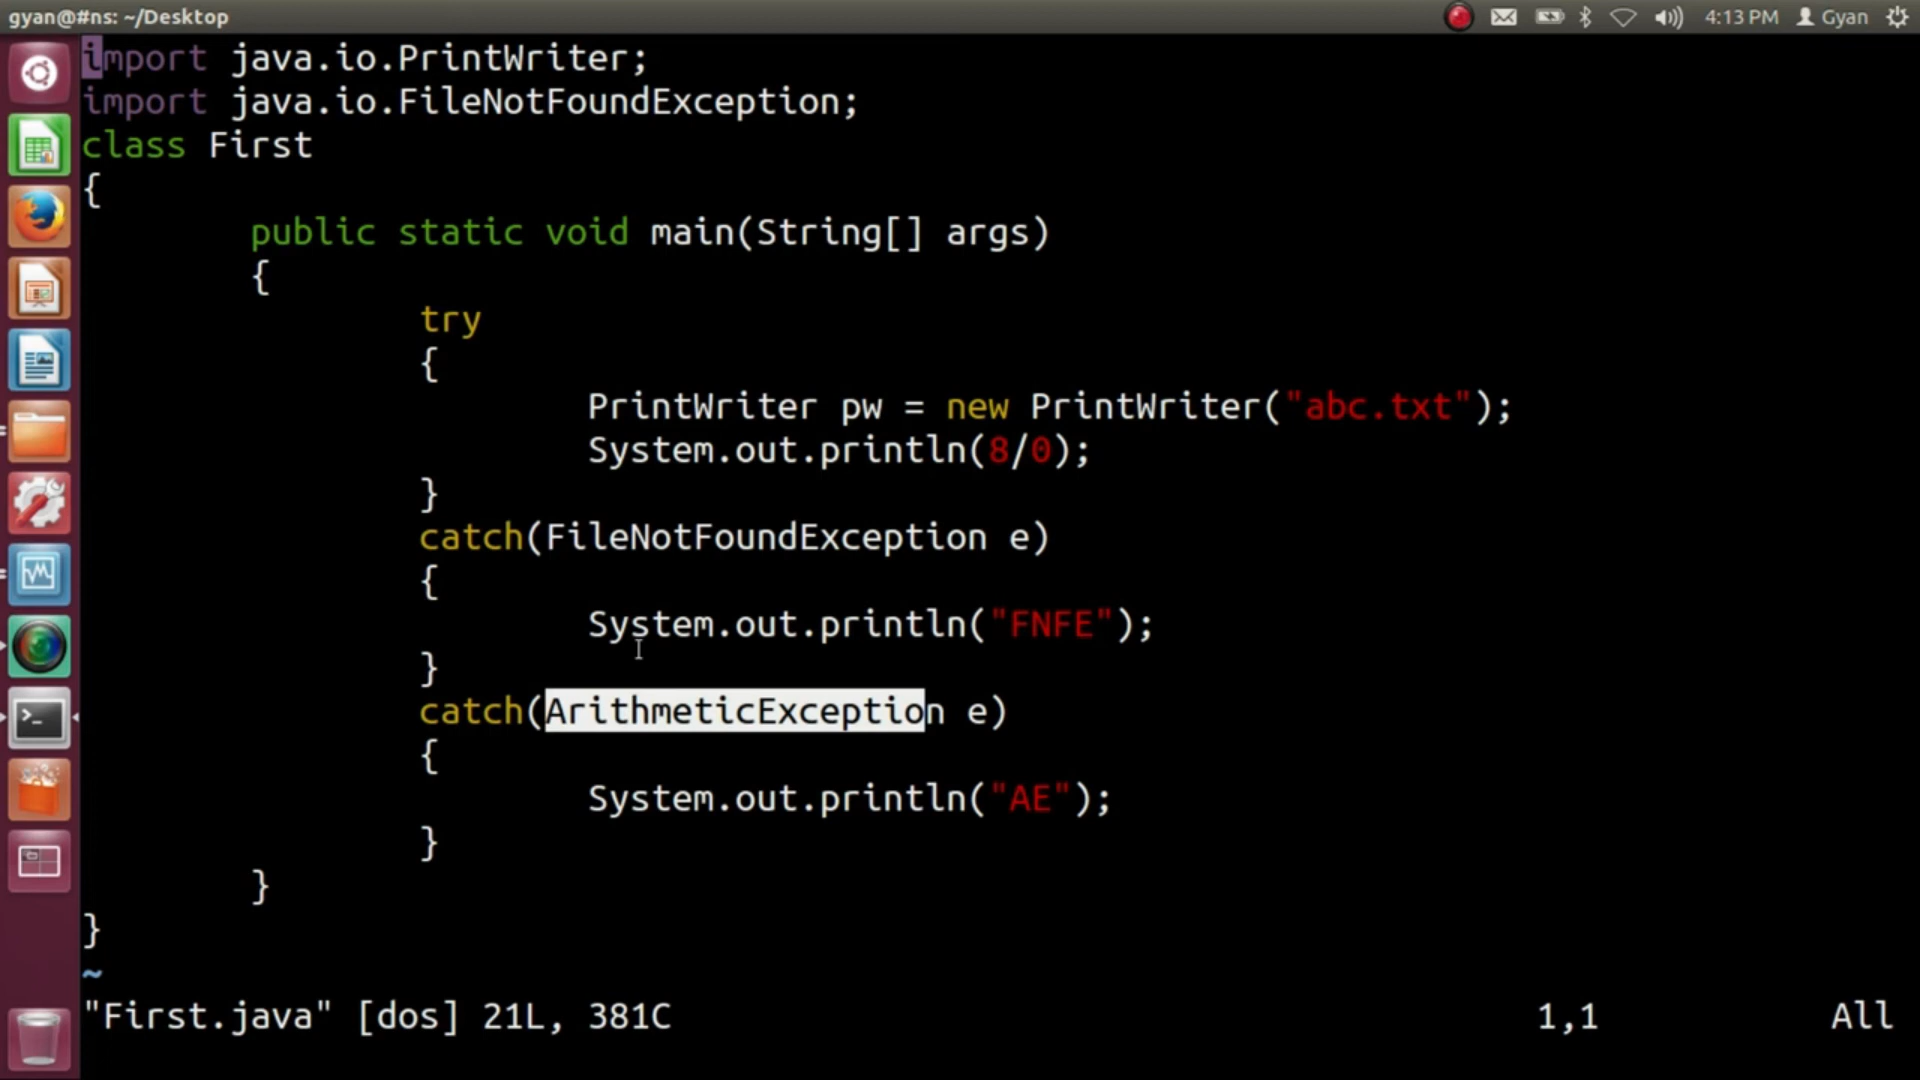 gyan@#ns: ~/Desktop
4:13 PM Gyan
import java.io.PrintWriter;
import java.io.FileNotFoundException;
class First
{
public static void main(String[] args)
{
try
{
PrintWriter pw = new PrintWriter("abc.txt");
System.out.println(8/0);
}
catch(FileNotFoundException e)
{
System.out.println("FNFE");
}
catch(ArithmeticException e)
{
System.out.println("AE");
}
}
}
~
"First.java" [dos] 21L, 381C 1,1 All